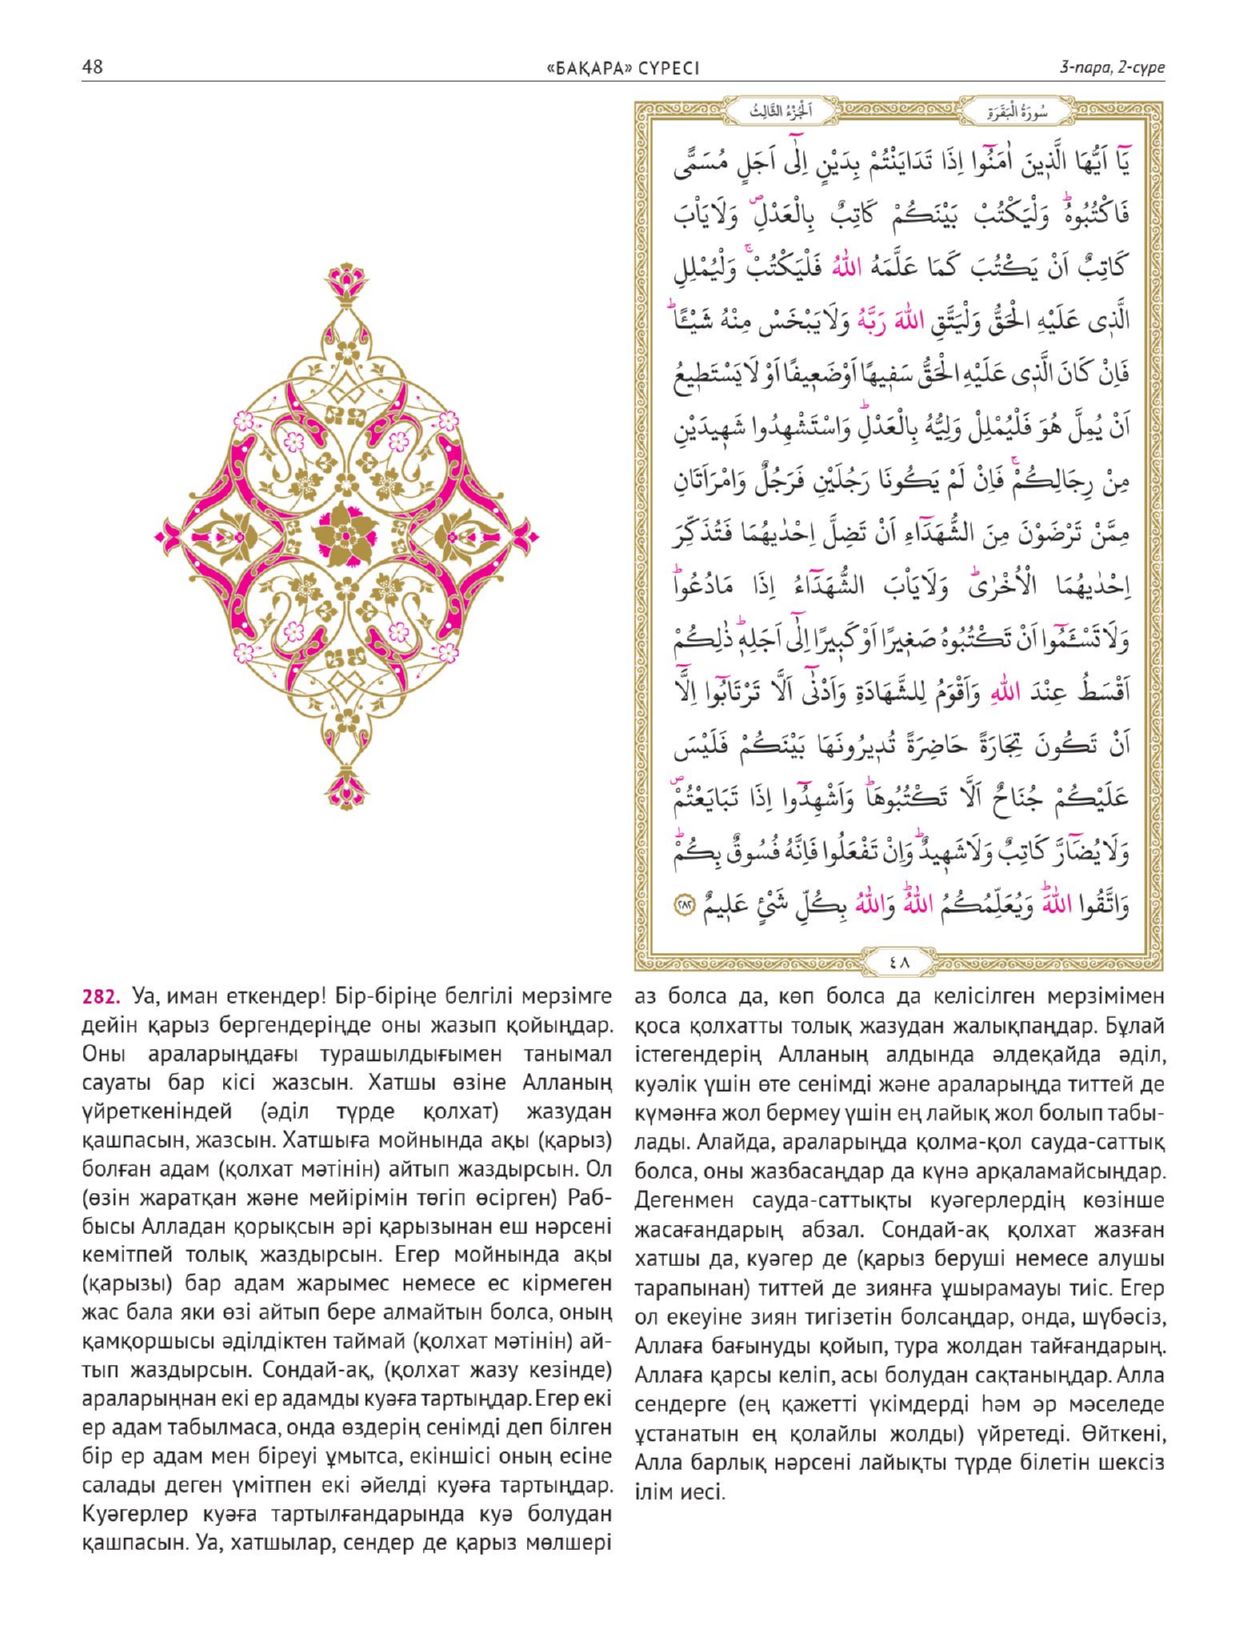 48
«БАҚАРА» СҮРЕСІ
3-пара, 2-сүре
اَلْجُزْءُ الثَّالِثُ
سُورَةُ الْبَقَرَةِ
يَٓا اَيُّهَا الَّذ۪ينَ اٰمَنُٓوا اِذَا تَدَايَنْتُمْ بِدَيْنٍ اِلٰٓى اَجَلٍ مُسَمًّى
فَاكْتُبُوهُۜ وَلْيَكْتُبْ بَيْنَكُمْ كَاتِبٌ بِالْعَدْلِۖ وَلَا يَأْبَ
كَاتِبٌ اَنْ يَكْتُبَ كَمَا عَلَّمَهُ اللّٰهُ فَلْيَكْتُبْۚ وَلْيُمْلِلِ
الَّذ۪ى عَلَيْهِ الْحَقُّ وَلْيَتَّقِ اللّٰهَ رَبَّهُ وَلَا يَبْخَسْ مِنْهُ شَيْـًٔاۜ
فَاِنْ كَانَ الَّذ۪ى عَلَيْهِ الْحَقُّ سَف۪يهًا اَوْ ضَع۪يفًا اَوْ لَا يَسْتَط۪يعُ
اَنْ يُمِلَّ هُوَ فَلْيُمْلِلْ وَلِيُّهُ بِالْعَدْلِۜ وَاسْتَشْهِدُوا شَه۪يدَيْنِ
مِنْ رِجَالِكُمْۚ فَاِنْ لَمْ يَكُونَا رَجُلَيْنِ فَرَجُلٌ وَامْرَاَتَانِ
مِمَّنْ تَرْضَوْنَ مِنَ الشُّهَدَٓاءِ اَنْ تَضِلَّ اِحْدٰيهُمَا فَتُذَكِّرَ
اِحْدٰيهُمَا الْاُخْرٰىۜ وَلَا يَأْبَ الشُّهَدَٓاءُ اِذَا مَا دُعُواۜ
وَلَا تَسْـَٔمُٓوا اَنْ تَكْتُبُوهُ صَغ۪يرًا اَوْ كَب۪يرًا اِلٰٓى اَجَلِه۪ۜ ذٰلِكُمْ
اَقْسَطُ عِنْدَ اللّٰهِ وَاَقْوَمُ لِلشَّهَادَةِ وَاَدْنٰٓى اَلَّا تَرْتَابُٓوا اِلَّٓا
اَنْ تَكُونَ تِجَارَةً حَاضِرَةً تُد۪يرُونَهَا بَيْنَكُمْ فَلَيْسَ
عَلَيْكُمْ جُنَاحٌ اَلَّا تَكْتُبُوهَاۜ وَاَشْهِدُٓوا اِذَا تَبَايَعْتُمْۖ
وَلَا يُضَٓارَّ كَاتِبٌ وَلَا شَه۪يدٌۜ وَاِنْ تَفْعَلُوا فَاِنَّهُ فُسُوقٌ بِكُمْۜ
وَاتَّقُوا اللّٰهَۜ وَيُعَلِّمُكُمُ اللّٰهُۜ وَاللّٰهُ بِكُلِّ شَيْءٍ عَل۪يمٌ ٢٨٢
٤٨
282. Уа, иман еткендер! Бір-біріңе белгілі мерзімге
дейін қарыз бергендеріңде оны жазып қойыңдар.
Оны араларыңдағы турашылдығымен танымал
сауаты бар кісі жазсын. Хатшы өзіне Алланың
үйреткеніндей (әділ түрде қолхат) жазудан
қашпасын, жазсын. Хатшыға мойнында ақы (қарыз)
болған адам (қолхат мәтінін) айтып жаздырсын. Ол
(өзін жаратқан және мейірімін төгіп өсірген) Раб-
бысы Алладан қорықсын әрі қарызынан еш нәрсені
кемітпей толық жаздырсын. Егер мойнында ақы
(қарызы) бар адам жарымес немесе ес кірмеген
жас бала яки өзі айтып бере алмайтын болса, оның
қамқоршысы әділдіктен таймай (қолхат мәтінін) ай-
тып жаздырсын. Сондай-ақ, (қолхат жазу кезінде)
араларыңнан екі ер адамды куәға тартыңдар. Егер екі
ер адам табылмаса, онда өздерің сенімді деп білген
бір ер адам мен біреуі ұмытса, екіншісі оның есіне
салады деген үмітпен екі әйелді куәға тартыңдар.
Куәгерлер куәға тартылғандарында куә болудан
қашпасын. Уа, хатшылар, сендер де қарыз мөлшері
аз болса да, көп болса да келісілген мерзімімен
қоса қолхатты толық жазудан жалықпаңдар. Бұлай
істегендерің Алланың алдында әлдеқайда әділ,
куәлік үшін өте сенімді және араларыңда титтей де
күмәнға жол бермеу үшін ең лайық жол болып табы-
лады. Алайда, араларыңда қолма-қол сауда-саттық
болса, оны жазбасаңдар да күнә арқаламайсыңдар.
Дегенмен сауда-саттықты куәгерлердің көзінше
жасағандарың абзал. Сондай-ақ қолхат жазған
хатшы да, куәгер де (қарыз беруші немесе алушы
тарапынан) титтей де зиянға ұшырамауы тиіс. Егер
ол екеуіне зиян тигізетін болсаңдар, онда, шүбәсіз,
Аллаға бағынуды қойып, тура жолдан тайғандарың.
Аллаға қарсы келіп, асы болудан сақтаныңдар. Алла
сендерге (ең қажетті үкімдерді һәм әр мәселеде
ұстанатын ең қолайлы жолды) үйретеді. Өйткені,
Алла барлық нәрсені лайықты түрде білетін шексіз
ілім иесі.